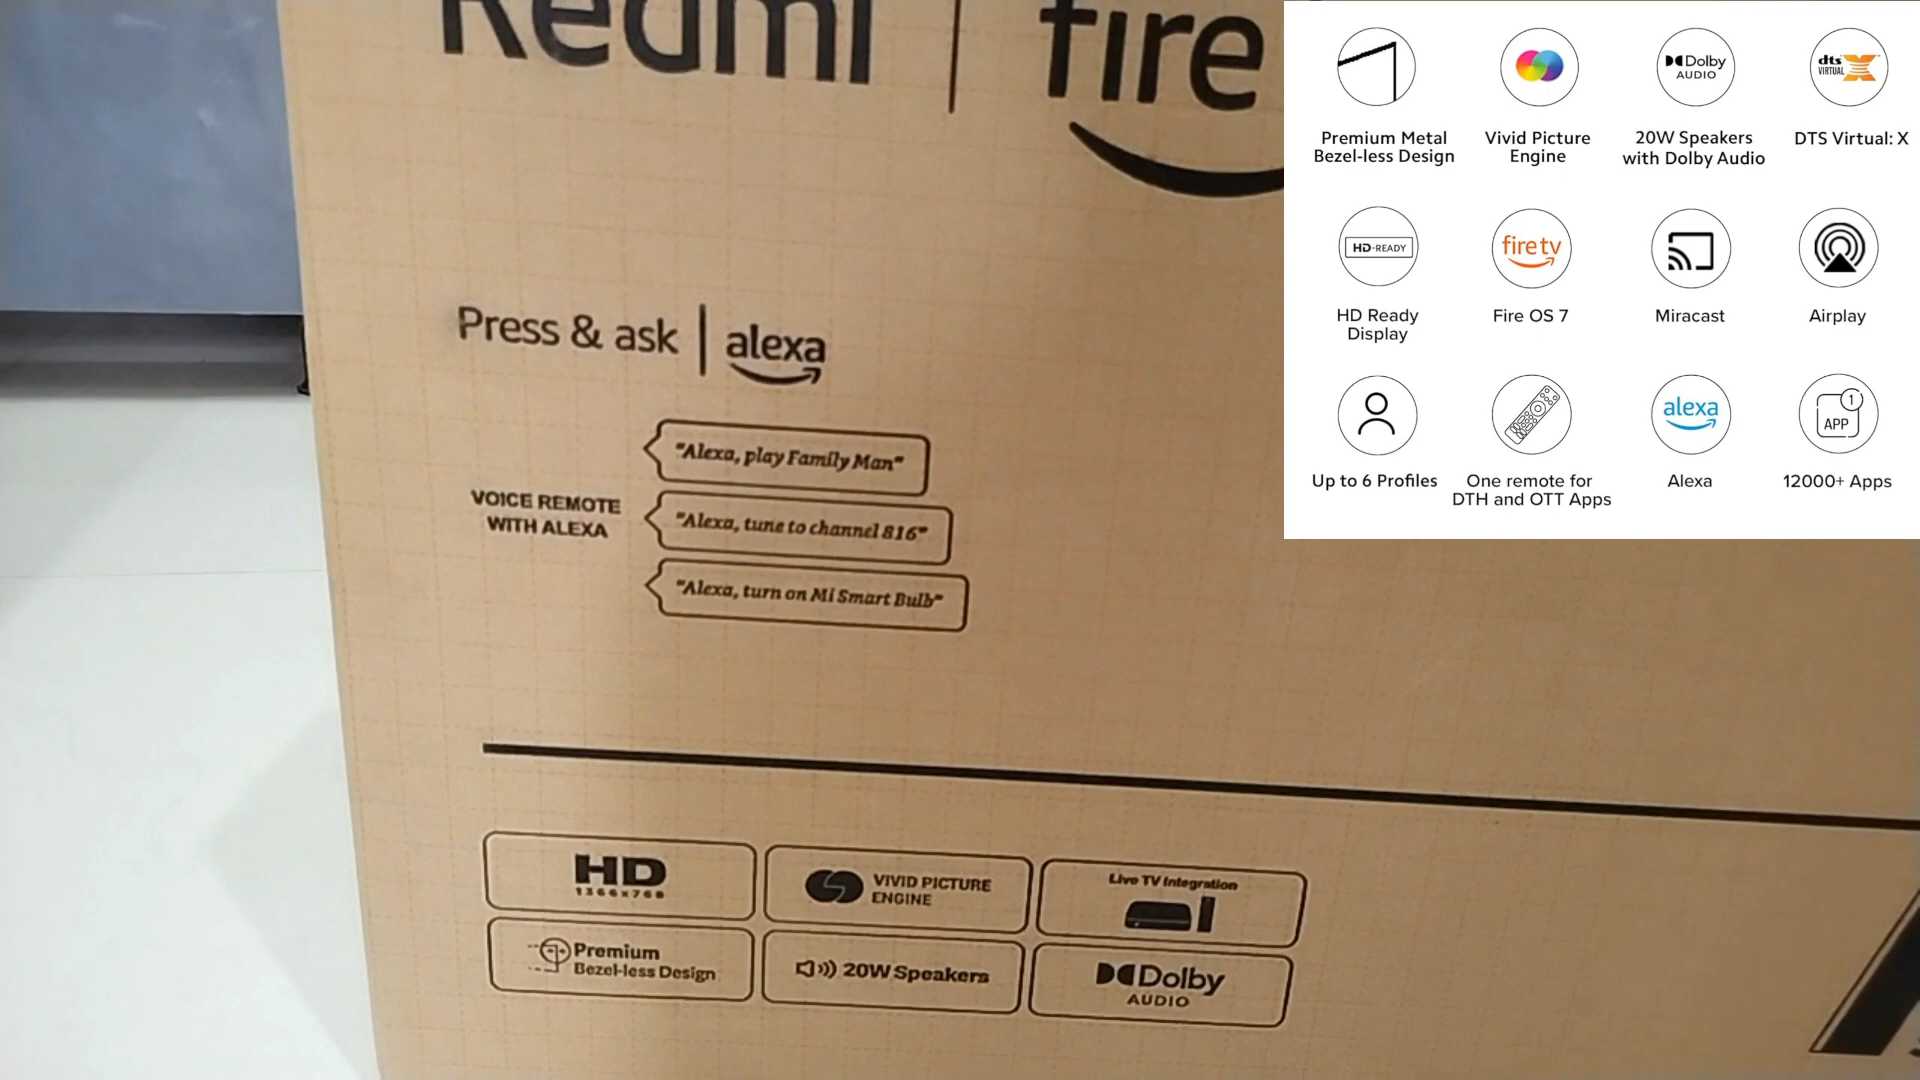 Redmi | fire
Press & ask | alexa
VOICE REMOTE
WITH ALEXA
"Alexa, play Family Man"
"Alexa, tune to channel 816"
"Alexa, turn on Mi Smart Bulb"
HD
1366x768
VIVID PICTURE
ENGINE
Live TV Integration
Premium
Bezel-less Design
20W Speakers
Dolby
AUDIO
Dolby
AUDIO
dts
VIRTUAL X
Premium Metal
Bezel-less Design
Vivid Picture
Engine
20W Speakers
with Dolby Audio
DTS Virtual: X
HD-READY
fire tv
HD Ready
Display
Fire OS 7
Miracast
Airplay
alexa
1
APP
Up to 6 Profiles
One remote for
DTH and OTT Apps
Alexa
12000+ Apps